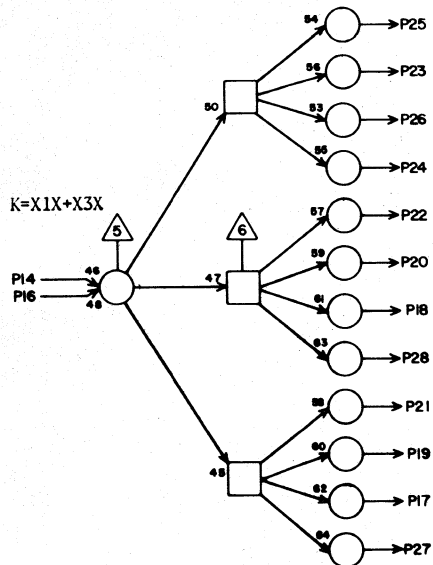 54 P25
56 P23
50 53 P26
55 P24
K=X1X+X3X
5 6 57 P22
P14 46 47 59 P20
P16 48 61 P18
63 P28
58 P21
60 P19
45 62 P17
64 P27